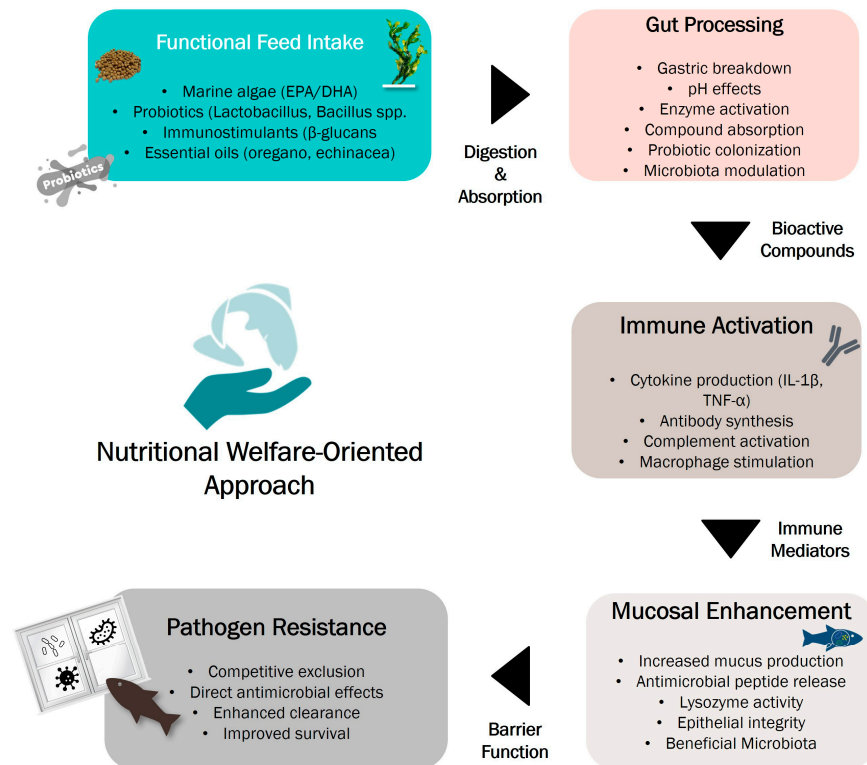 Functional Feed Intake
• Marine algae (EPA/DHA)
• Probiotics (Lactobacillus, Bacillus spp.
• Immunostimulants (β-glucans
• Essential oils (oregano, echinacea)
Probiotics
Digestion
&
Absorption
Gut Processing
• Gastric breakdown
• pH effects
• Enzyme activation
• Compound absorption
• Probiotic colonization
• Microbiota modulation
Bioactive
Compounds
Immune Activation
• Cytokine production (IL-1β,
TNF-α)
• Antibody synthesis
• Complement activation
• Macrophage stimulation
Nutritional Welfare-Oriented
Approach
Immune
Mediators
Mucosal Enhancement
• Increased mucus production
• Antimicrobial peptide release
• Lysozyme activity
• Epithelial integrity
• Beneficial Microbiota
Barrier
Function
Pathogen Resistance
• Competitive exclusion
• Direct antimicrobial effects
• Enhanced clearance
• Improved survival